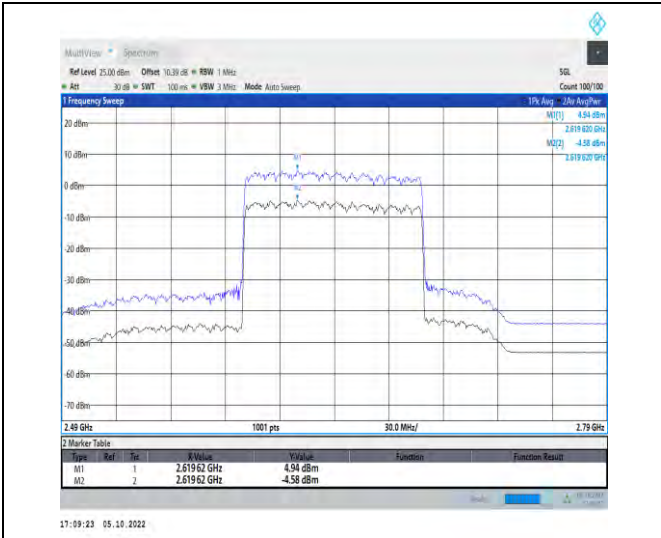 MultiView Spectrum
Ref Level 25.00 dBm Offset 10.39 dB RBW 1 MHz SGL
Att 30 dB SWT 100 ms VBW 3 MHz Mode Auto Sweep Count 100/100
1 Frequency Sweep 1Pk Avg 2Av AvgPwr
M1[1] 4.94 dBm
2.619 620 GHz
M2[2] -4.58 dBm
2.619 620 GHz
20 dBm
10 dBm
M1
0 dBm
M2
-10 dBm
-20 dBm
-30 dBm
-40 dBm
-50 dBm
-60 dBm
-70 dBm
2.49 GHz 1001 pts 30.0 MHz/ 2.79 GHz
2 Marker Table
Type Ref Trc X-Value Y-Value Function Function Result
M1 1 2.61962 GHz 4.94 dBm
M2 2 2.61962 GHz -4.58 dBm
17:09:23 05.10.2022